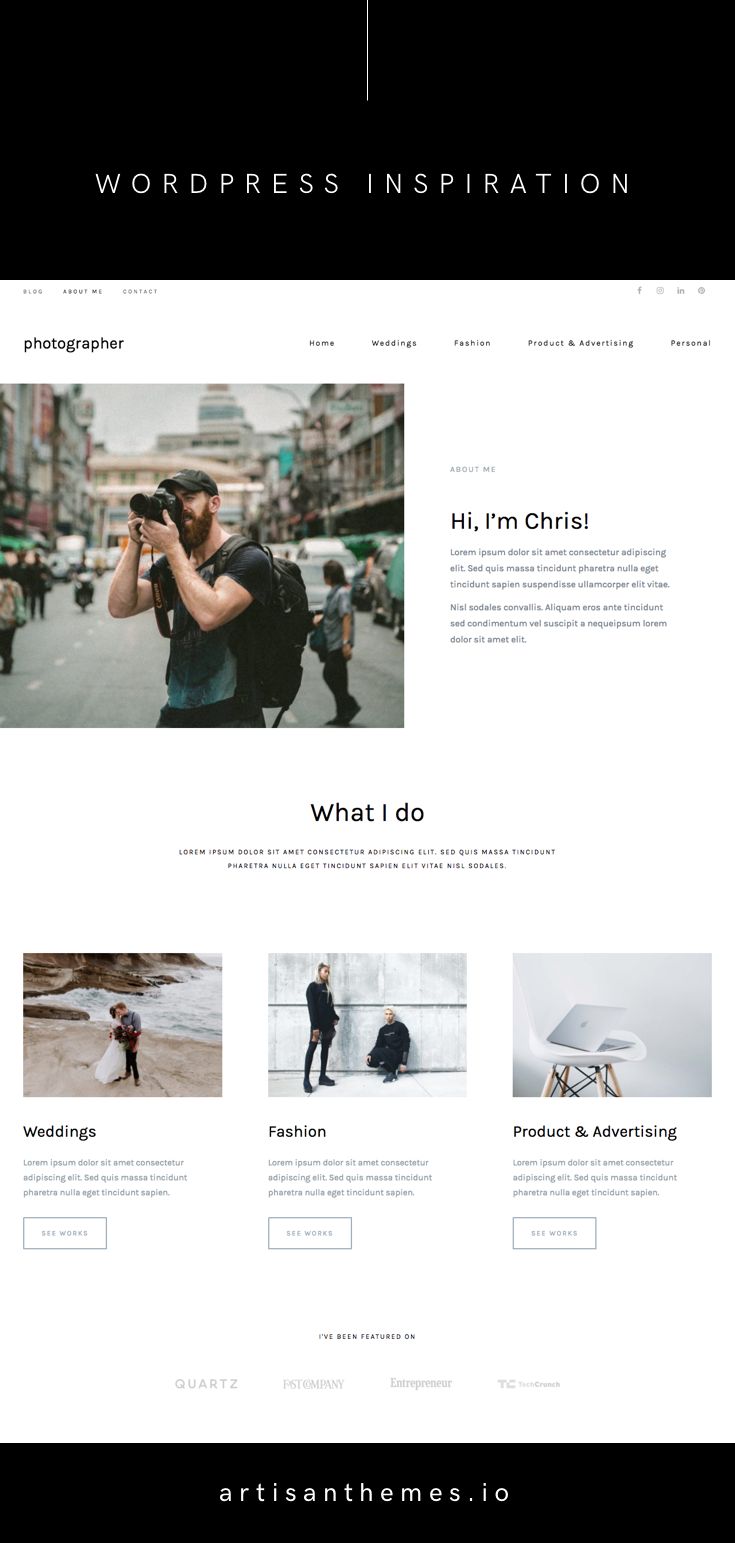 WORDPRESS INSPIRATION
BLOG ABOUT ME CONTACT
photographer
Home Weddings Fashion Product & Advertising Personal
Canon
ABOUT ME
Hi, I’m Chris!
Lorem ipsum dolor sit amet consectetur adipiscing
elit. Sed quis massa tincidunt pharetra nulla eget
tincidunt sapien suspendisse ullamcorper elit vitae.
Nisl sodales convallis. Aliquam eros ante tincidunt
sed condimentum vel suscipit a nequeipsum lorem
dolor sit amet elit.
What I do
LOREM IPSUM DOLOR SIT AMET CONSECTETUR ADIPISCING ELIT. SED QUIS MASSA TINCIDUNT
PHARETRA NULLA EGET TINCIDUNT SAPIEN ELIT VITAE NISL SODALES.
Weddings
Lorem ipsum dolor sit amet consectetur
adipiscing elit. Sed quis massa tincidunt
pharetra nulla eget tincidunt sapien.
SEE WORKS
Fashion
Lorem ipsum dolor sit amet consectetur
adipiscing elit. Sed quis massa tincidunt
pharetra nulla eget tincidunt sapien.
SEE WORKS
Product & Advertising
Lorem ipsum dolor sit amet consectetur
adipiscing elit. Sed quis massa tincidunt
pharetra nulla eget tincidunt sapien.
SEE WORKS
I'VE BEEN FEATURED ON
QUARTZ FAST COMPANY Entrepreneur TC TechCrunch
artisanthemes.io